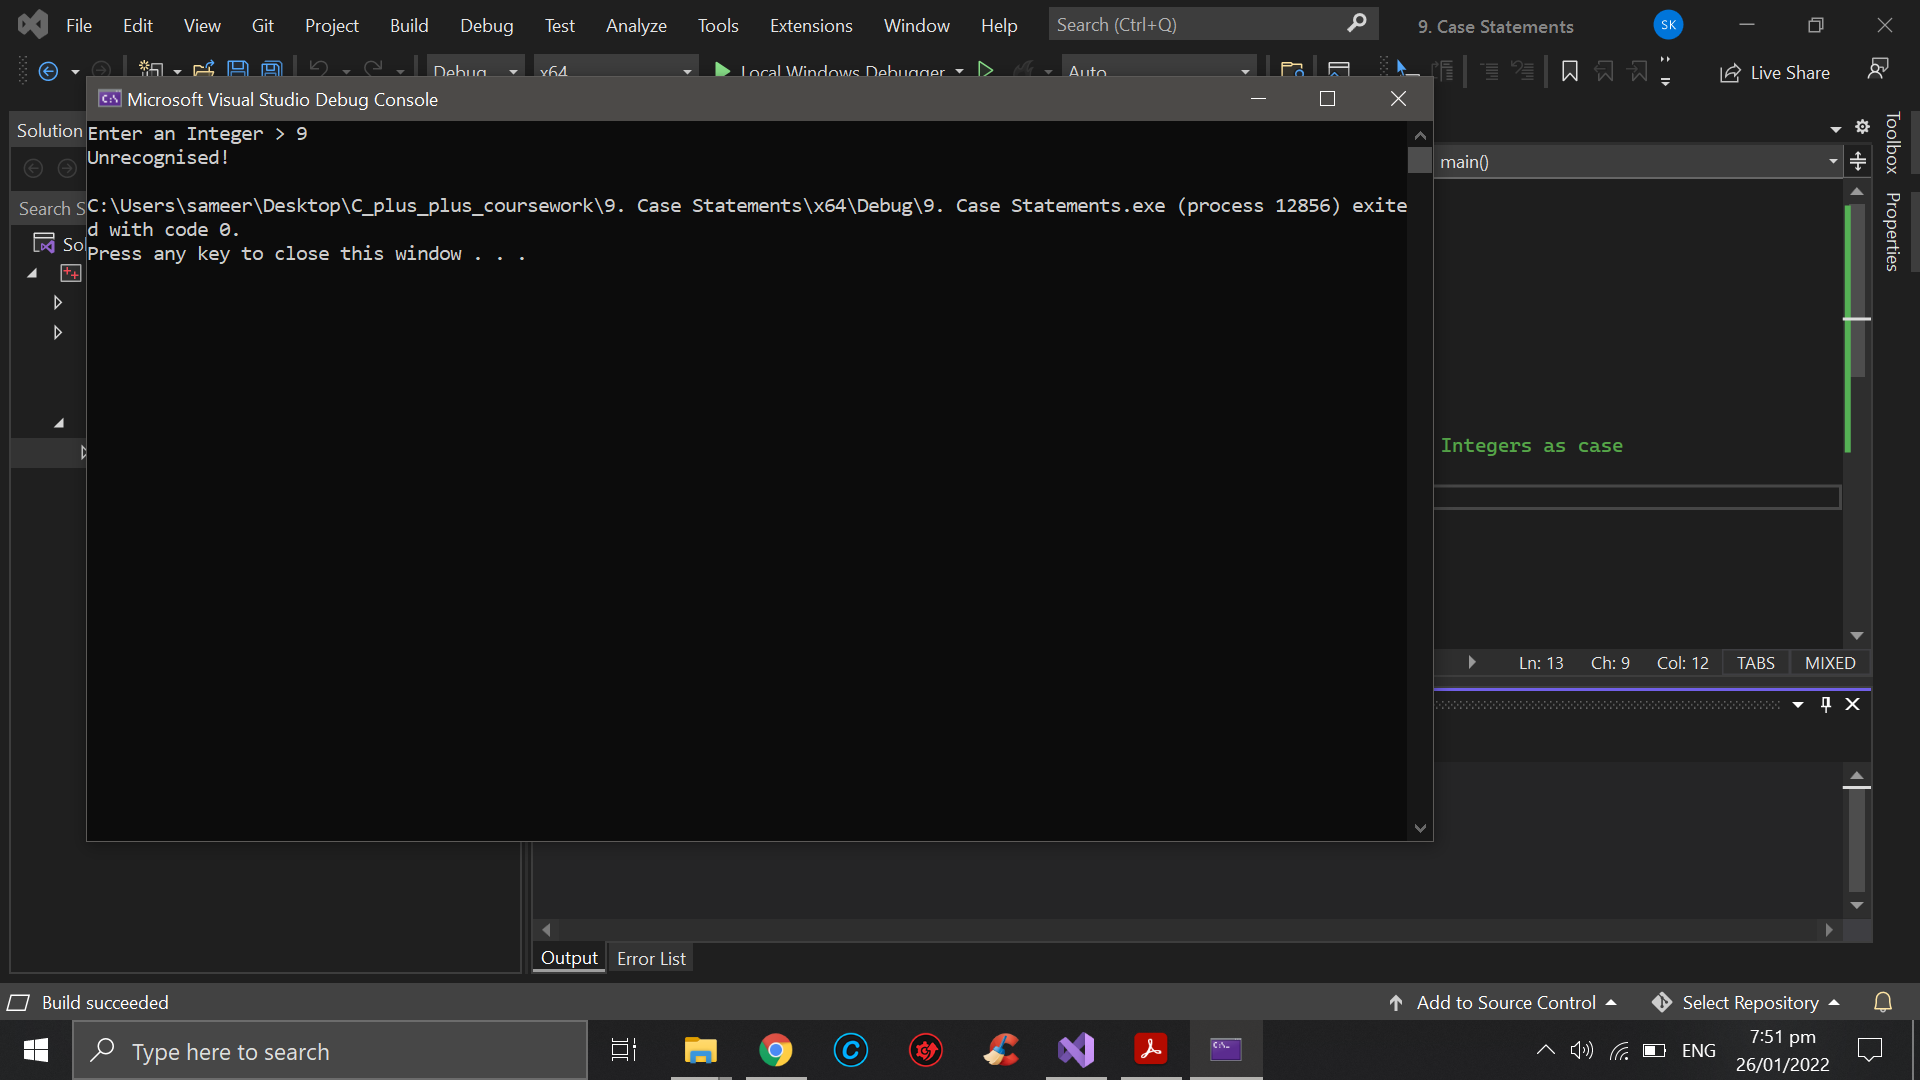 File Edit View Git Project Build Debug Test Analyze Tools Extensions Window Help Search (Ctrl+Q) 9. Case Statements SK
Debug x64 Local Windows Debugger Auto Live Share
Microsoft Visual Studio Debug Console
Enter an Integer > 9
Unrecognised!
C:\Users\sameer\Desktop\C_plus_plus_coursework\9. Case Statements\x64\Debug\9. Case Statements.exe (process 12856) exite
d with code 0.
Press any key to close this window . . .
Solution
Search S
So
main()
Toolbox
Properties
Integers as case
Ln: 13 Ch: 9 Col: 12 TABS MIXED
Output Error List
Build succeeded Add to Source Control Select Repository
Type here to search ENG 7:51 pm
26/01/2022